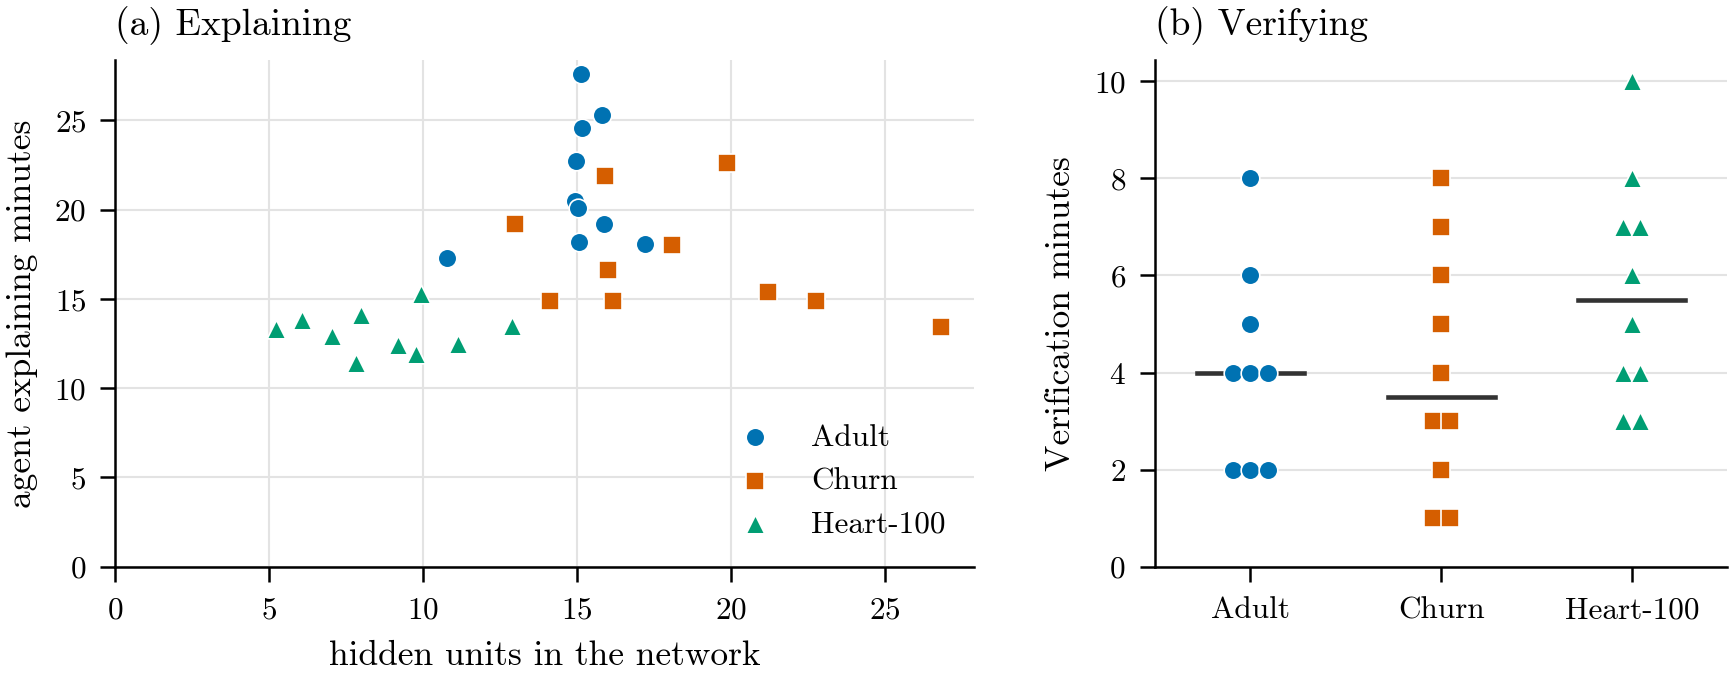 (a) Explaining
agent explaining minutes
25
20
15
10
5
0
0 5 10 15 20 25
hidden units in the network
Adult
Churn
Heart-100
(b) Verifying
Verification minutes
10
8
6
4
2
0
Adult Churn Heart-100